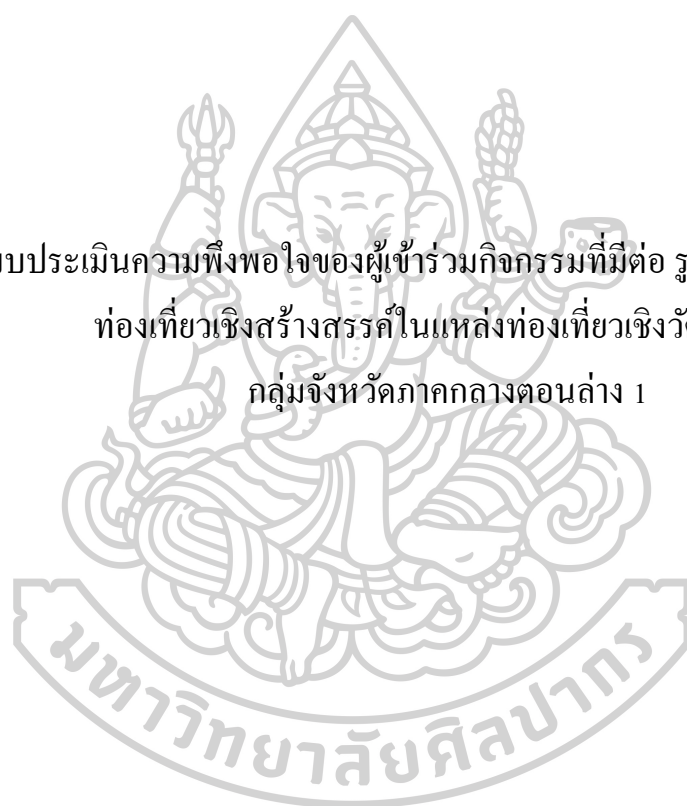 บประเมินความพึงพอใจของผู้เข้าร่วมกิจกรรมที่มีต่อ รู
ท่องเที่ยวเชิงสร้างสรรค์ในแหล่งท่องเที่ยวเชิงวั
กลุ่มจังหวัดภาคกลางตอนล่าง 1
มหาวิทยาลัยศิลปากร